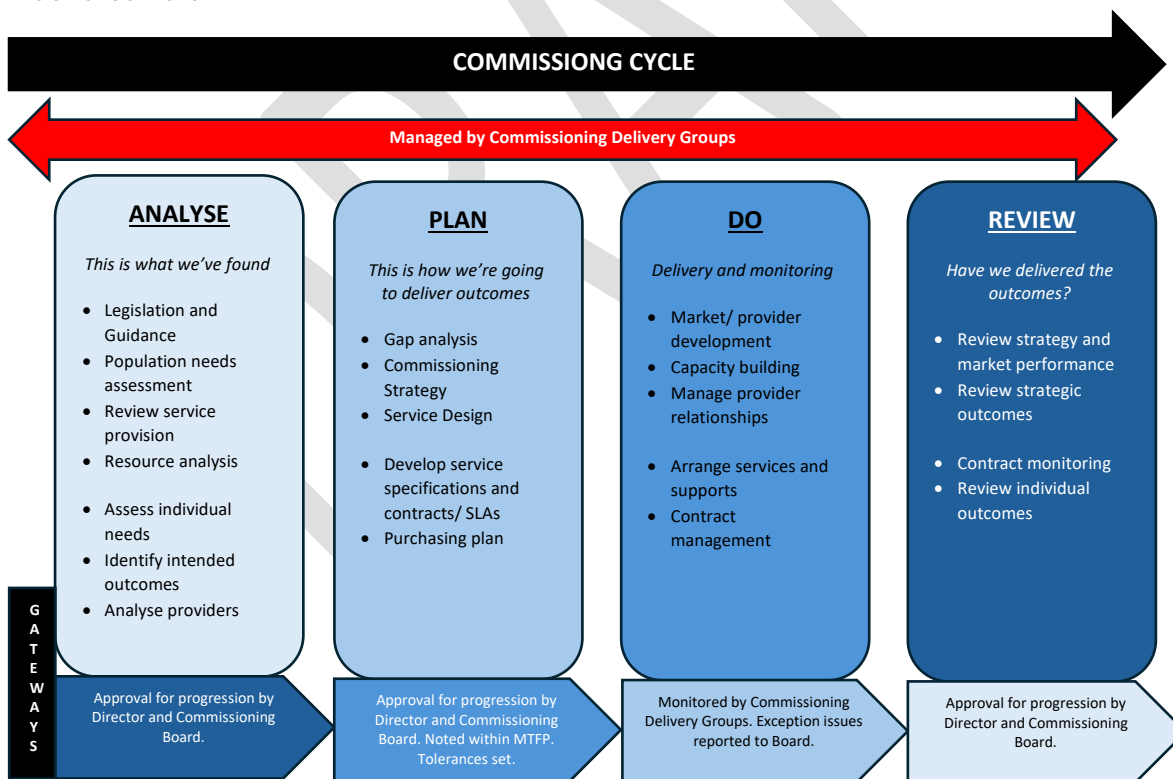 COMMISSIONG CYCLE
Managed by Commissioning Delivery Groups
ANALYSE
This is what we've found
• Legislation and
Guidance
• Population needs
assessment
• Review service
provision
• Resource analysis
• Assess individual
needs
• Identify intended
outcomes
• Analyse providers
PLAN
This is how we're going
to deliver outcomes
• Gap analysis
• Commissioning
Strategy
• Service Design
• Develop service
specifications and
contracts/ SLAs
• Purchasing plan
DO
Delivery and monitoring
• Market/ provider
development
• Capacity building
• Manage provider
relationships
• Arrange services and
supports
• Contract
management
REVIEW
Have we delivered the
outcomes?
• Review strategy and
market performance
• Review strategic
outcomes
• Contract monitoring
• Review individual
outcomes
GATEWAYS
Approval for progression by
Director and Commissioning
Board.
Approval for progression by
Director and Commissioning
Board. Noted within MTFP.
Tolerances set.
Monitored by Commissioning
Delivery Groups. Exception issues
reported to Board.
Approval for progression by
Director and Commissioning
Board.